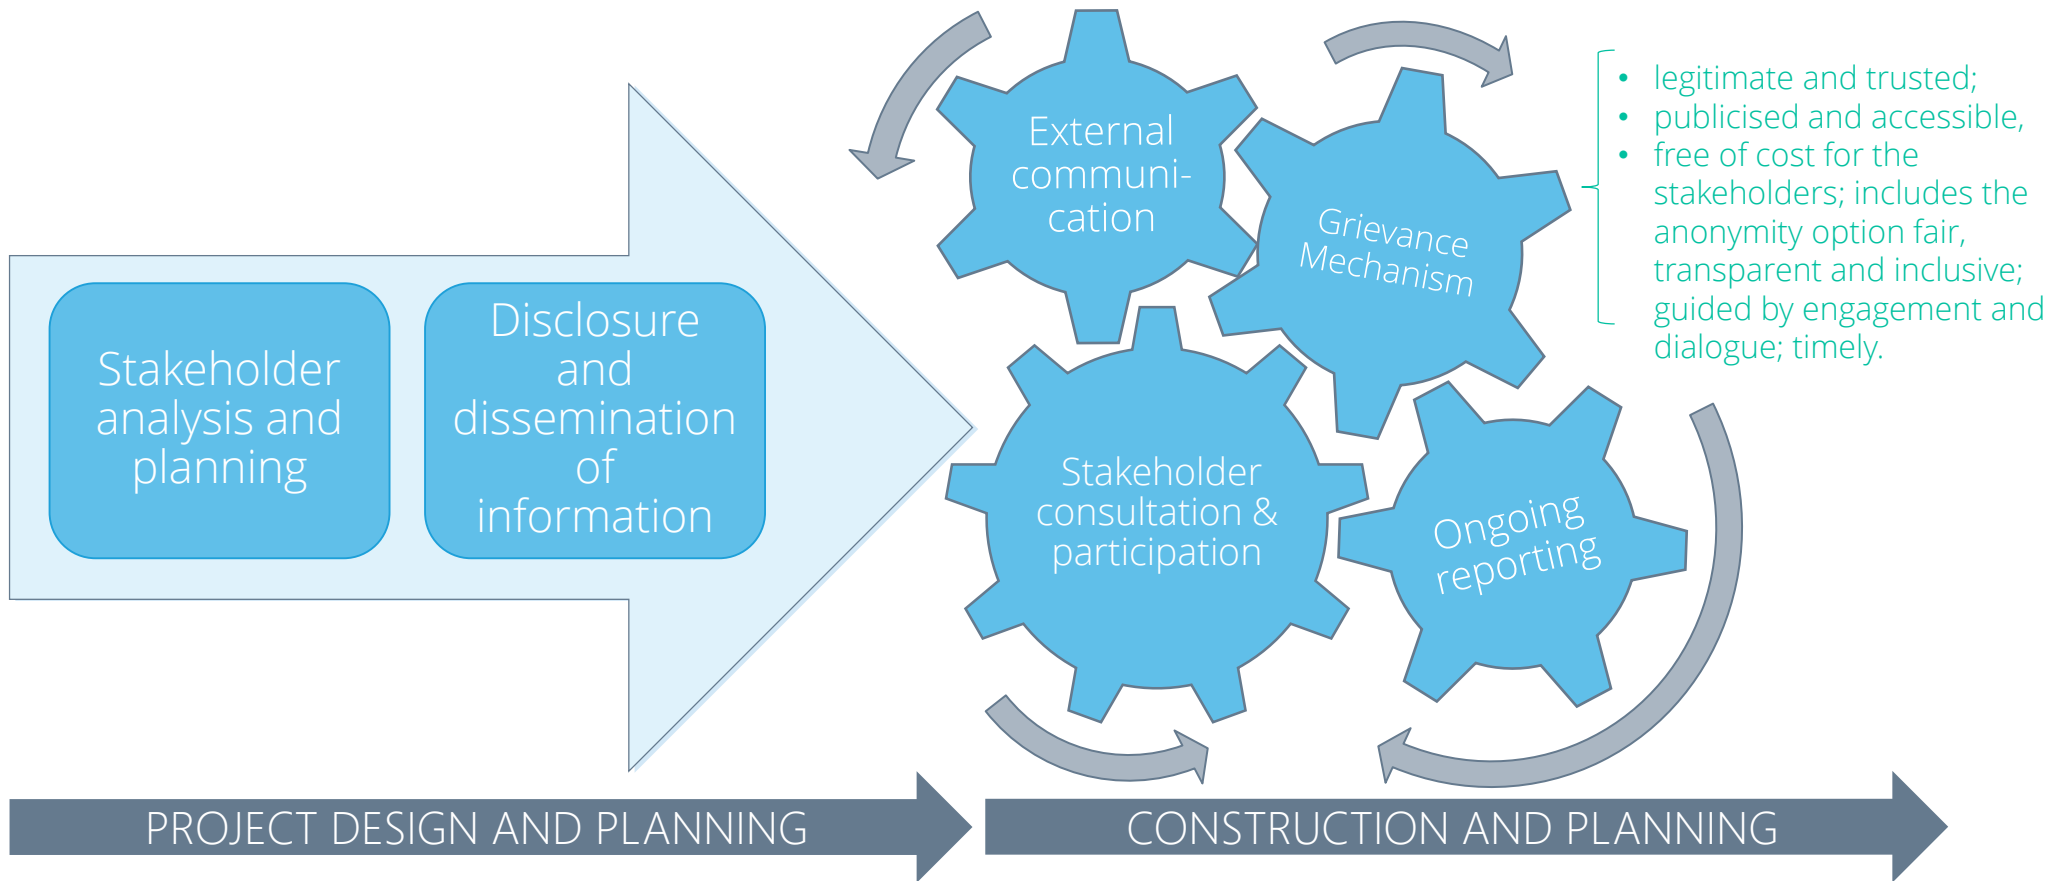 Stakeholder
analysis and
planning
Disclosure
and
dissemination
of
information
External
communi-
cation
Grievance
Mechanism
Stakeholder
consultation &
participation
Ongoing
reporting
• legitimate and trusted;
• publicised and accessible,
• free of cost for the
stakeholders; includes the
anonymity option fair,
transparent and inclusive;
guided by engagement and
dialogue; timely.
PROJECT DESIGN AND PLANNING
CONSTRUCTION AND PLANNING